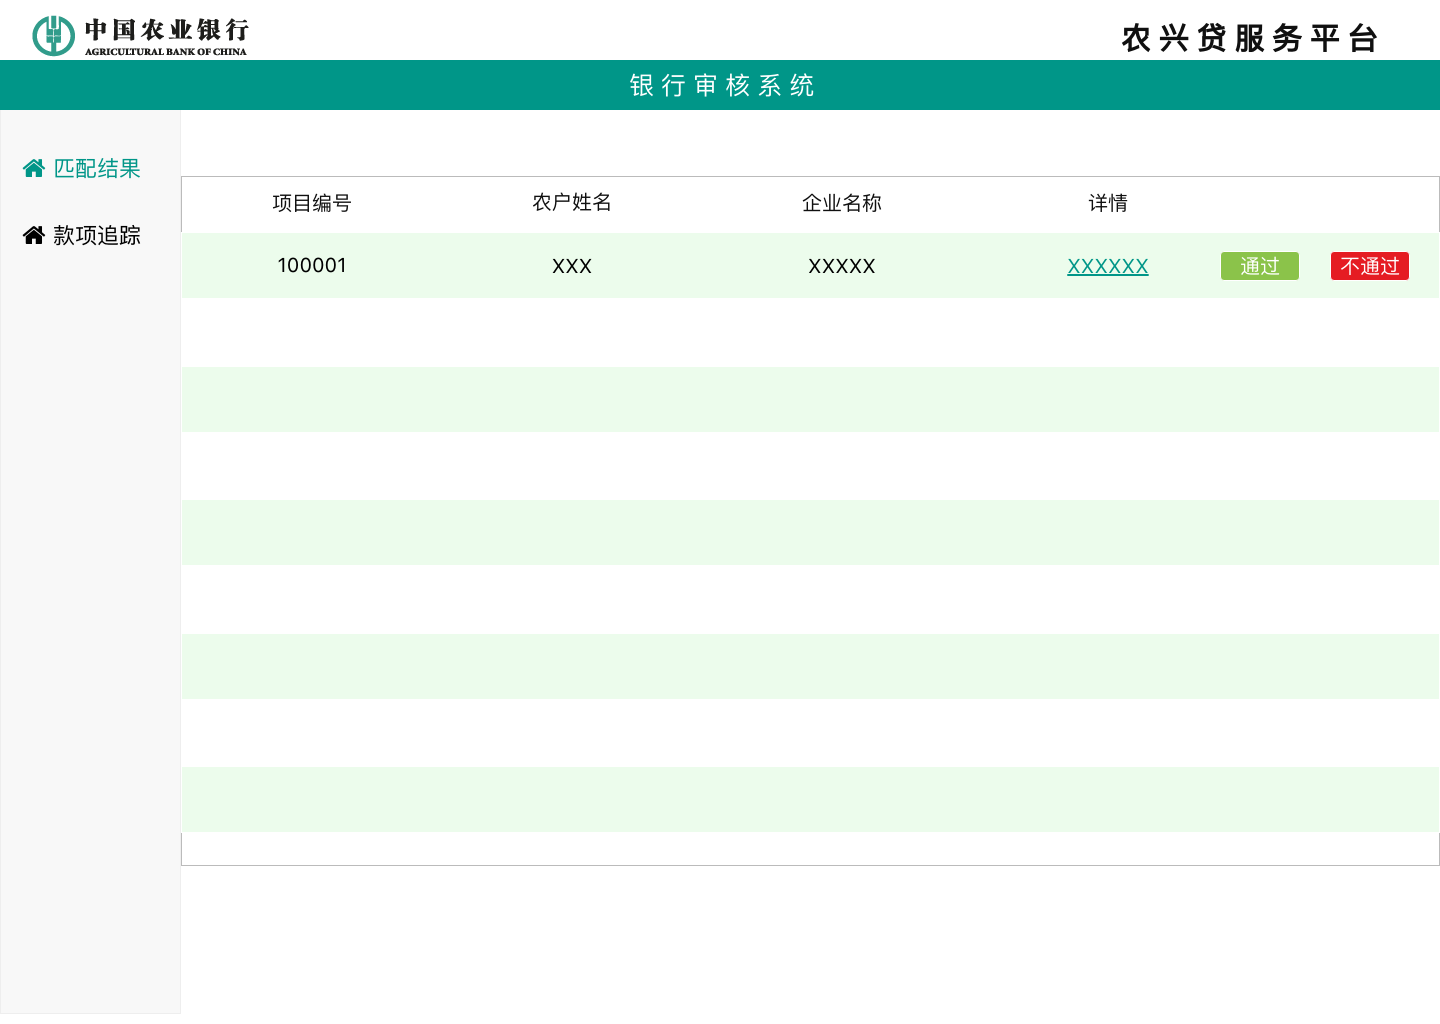 中国农业银行
AGRICULTURAL BANK OF CHINA
农兴贷服务平台
银行审核系统
匹配结果
款项追踪
项目编号 农户姓名 企业名称 详情
100001 XXX XXXXX XXXXXX 通过 不通过